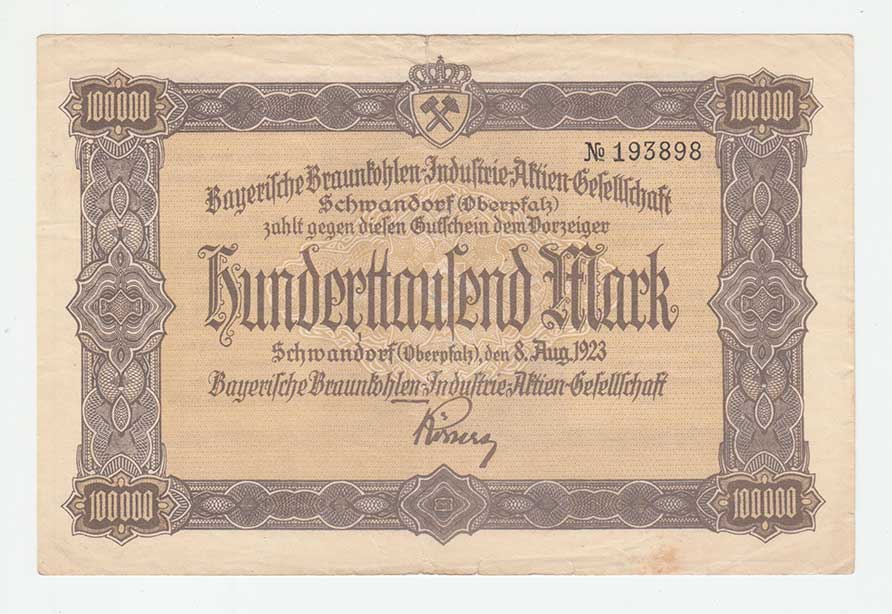 100000 100000
№ 193898
Bayerische Braunkohlen-Industrie-Aktien-Gesellschaft
Schwandorf (Oberpfalz)
zahlt gegen diesen Gutschein dem Vorzeiger
Hunderttausend Mark
Schwandorf (Oberpfalz), den 8. Aug. 1923
Bayerische Braunkohlen-Industrie-Aktien-Gesellschaft
100000 100000